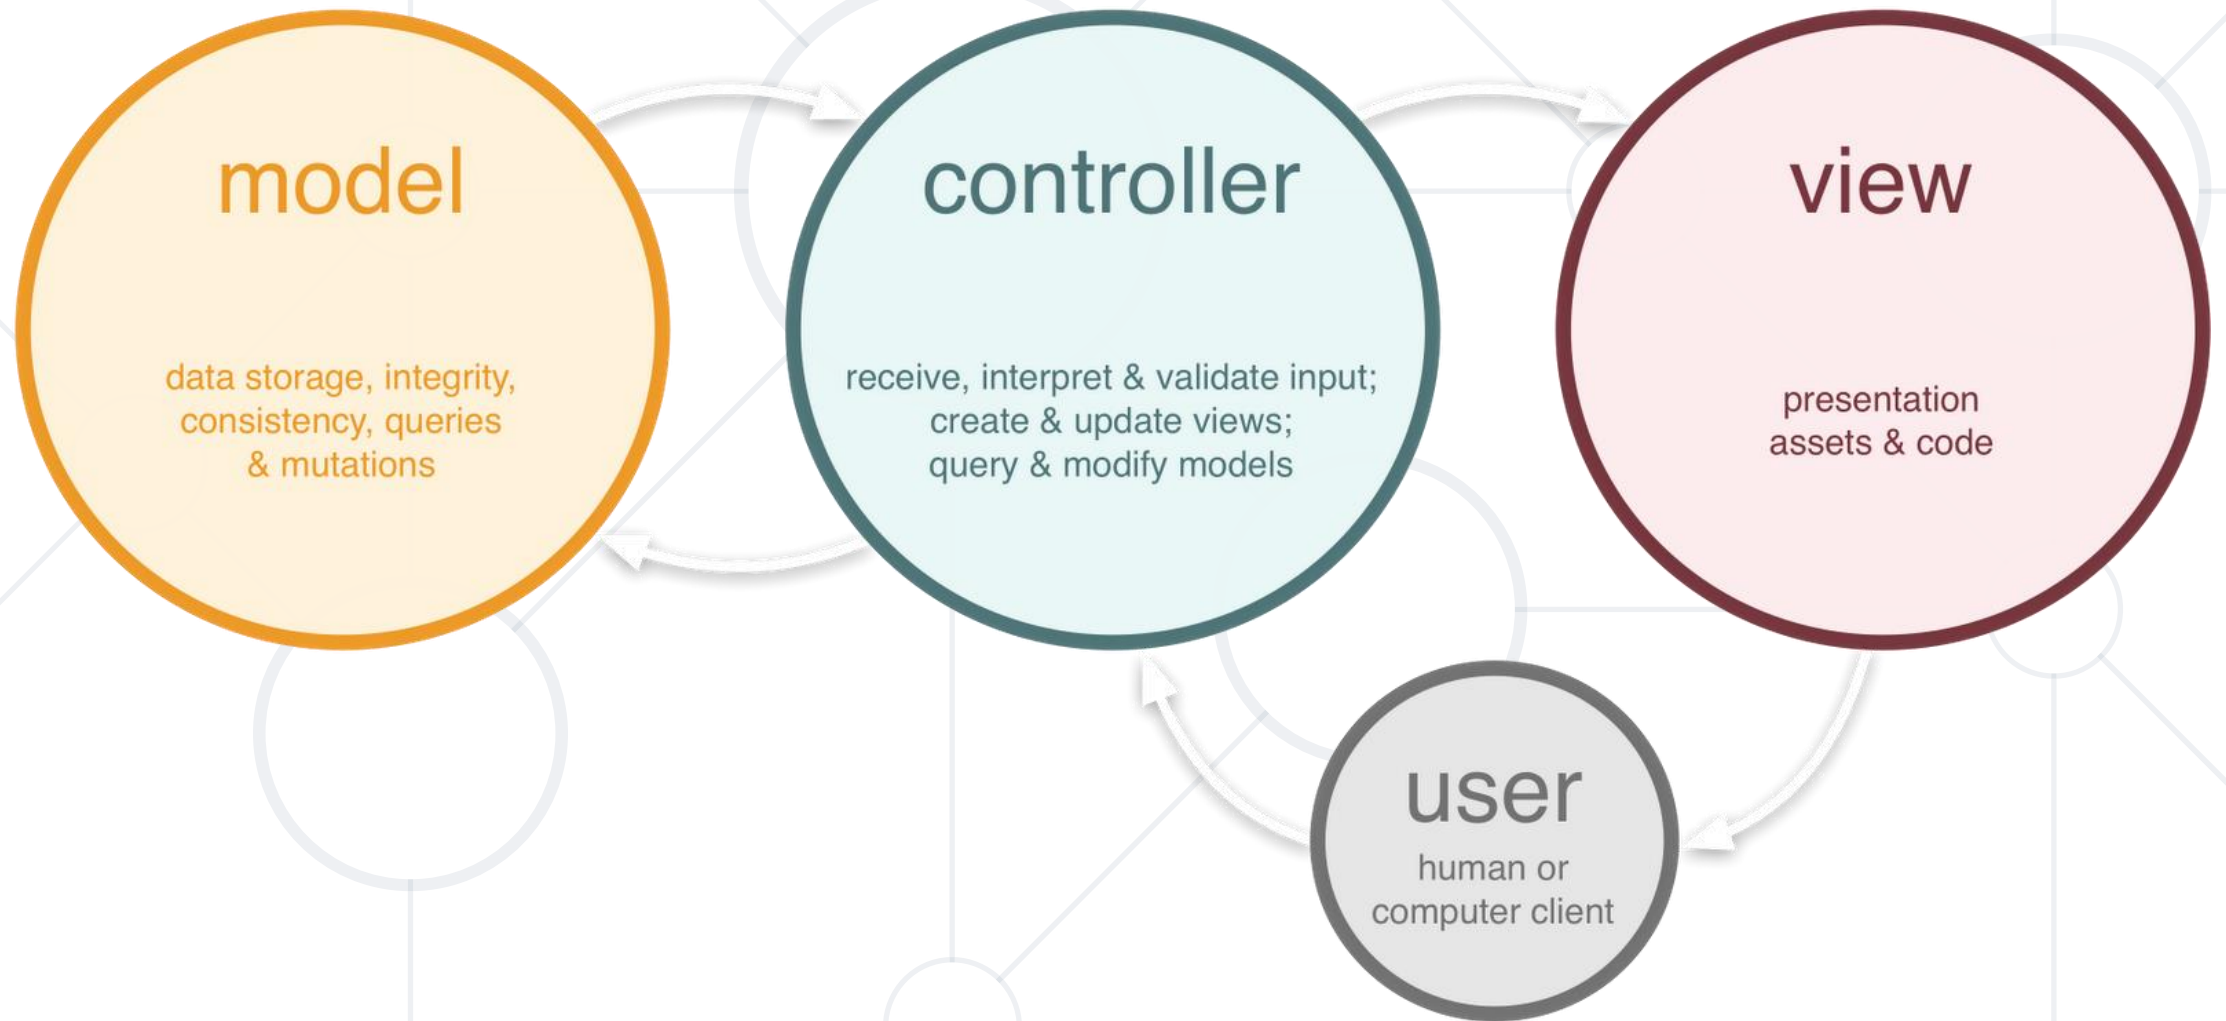 model
data storage, integrity,
consistency, queries
& mutations
controller
receive, interpret & validate input;
create & update views;
query & modify models
view
presentation
assets & code
user
human or
computer client